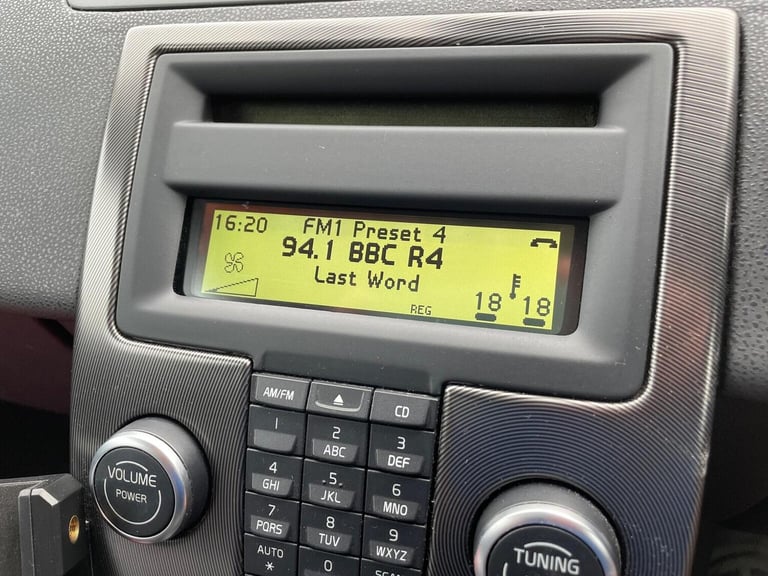 16:20 FM1 Preset 4
94.1 BBC R4
Last Word
REG 18 18
AM/FM CD
1 2 ABC 3 DEF
4 GHI 5 JKL 6 MNO
7 PQRS 8 TUV 9 WXYZ
AUTO * 0 SCAN
VOLUME
POWER
TUNING